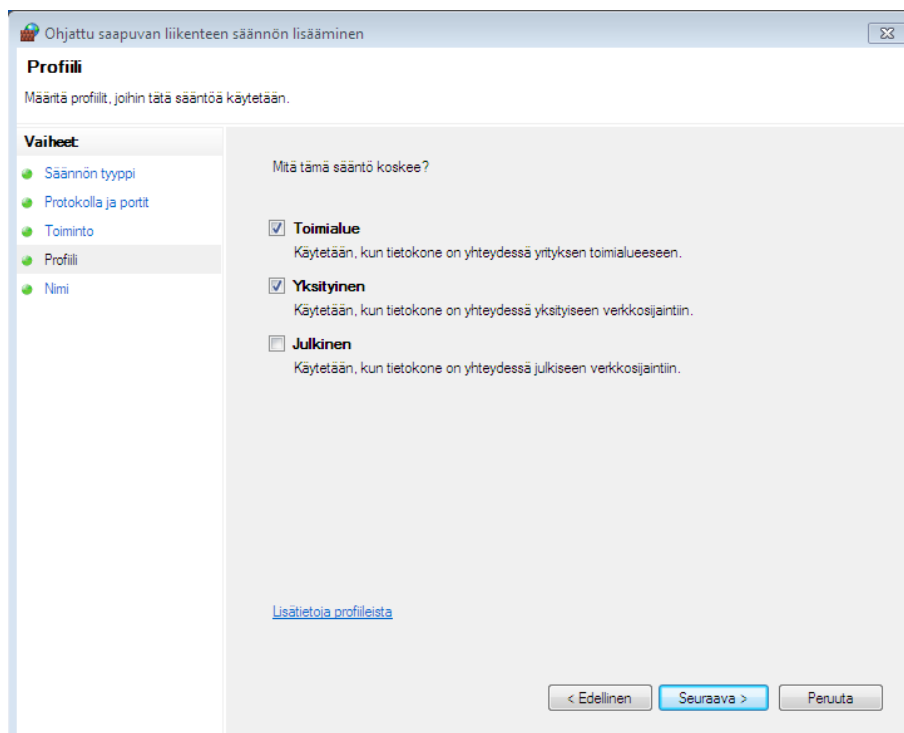 Ohjattu saapuvan liikenteen säännön lisääminen
Profiili
Määritä profiilit, joihin tätä sääntöä käytetään.
Vaiheet:
Säännön tyyppi
Protokolla ja portit
Toiminto
Profiili
Nimi
Mitä tämä sääntö koskee?
Toimialue
Käytetään, kun tietokone on yhteydessä yrityksen toimialueeseen.
Yksityinen
Käytetään, kun tietokone on yhteydessä yksityiseen verkkosijaintiin.
Julkinen
Käytetään, kun tietokone on yhteydessä julkiseen verkkosijaintiin.
Lisätietoja profiileista
< Edellinen
Seuraava >
Peruuta